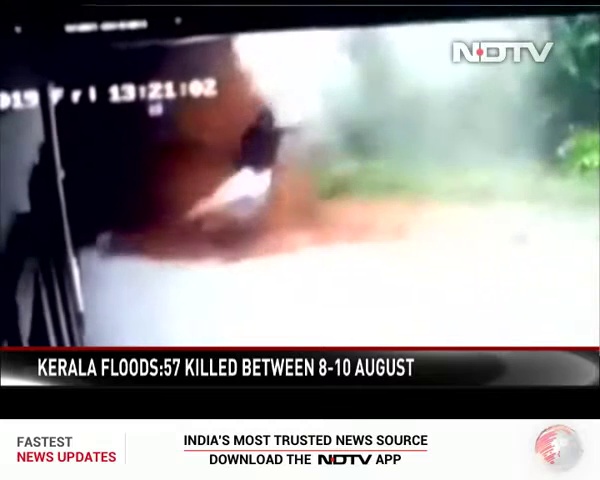 NDTV
019 Fri 13:21:02
KERALA FLOODS:57 KILLED BETWEEN 8-10 AUGUST
FASTEST
NEWS UPDATES
INDIA'S MOST TRUSTED NEWS SOURCE
DOWNLOAD THE NDTV APP